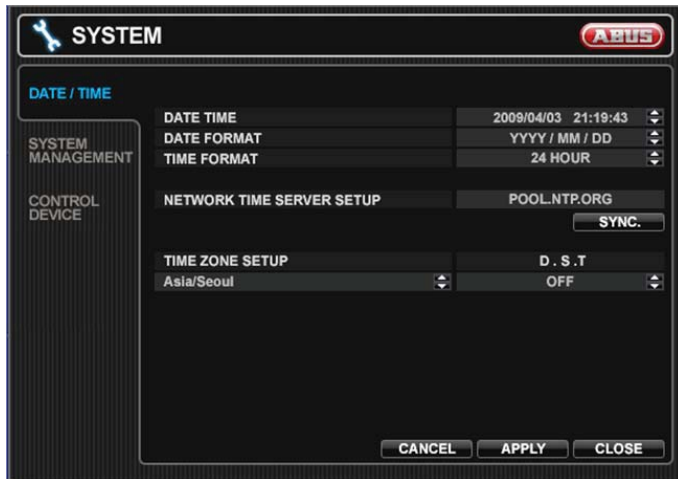 SYSTEM
ABUS
DATE / TIME
SYSTEM
MANAGEMENT
CONTROL
DEVICE
DATE TIME 2009/04/03 21:19:43
DATE FORMAT YYYY / MM / DD
TIME FORMAT 24 HOUR
NETWORK TIME SERVER SETUP POOL.NTP.ORG
SYNC.
TIME ZONE SETUP D . S .T
Asia/Seoul OFF
CANCEL APPLY CLOSE